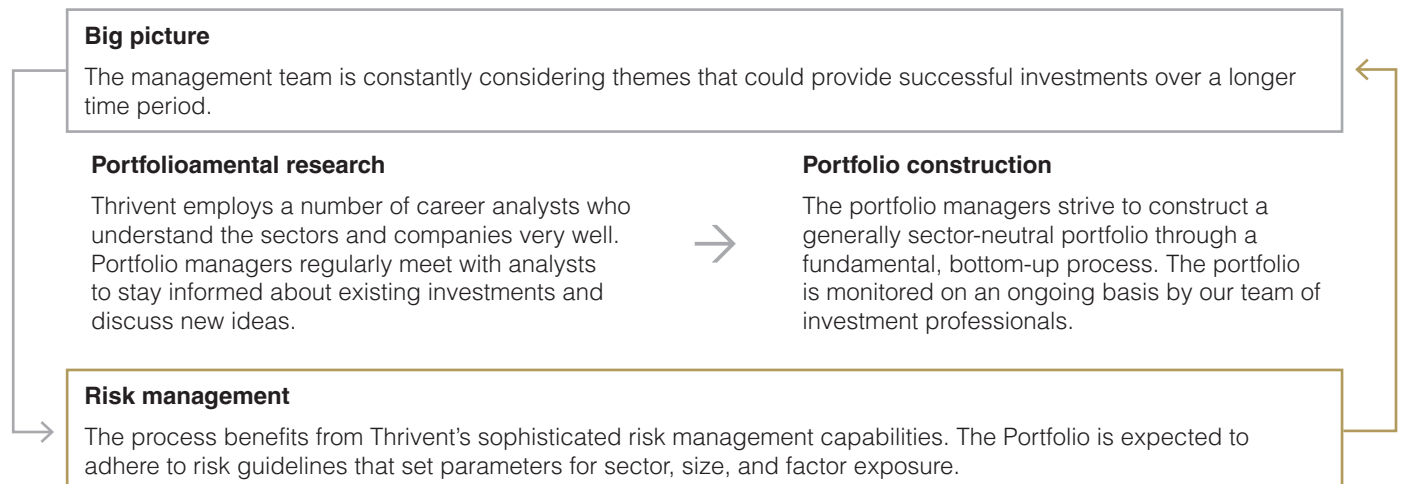 Big picture
The management team is constantly considering themes that could provide successful investments over a longer
time period.
Portfolioamental research
Thrivent employs a number of career analysts who
understand the sectors and companies very well.
Portfolio managers regularly meet with analysts
to stay informed about existing investments and
discuss new ideas.
Portfolio construction
The portfolio managers strive to construct a
generally sector-neutral portfolio through a
fundamental, bottom-up process. The portfolio
is monitored on an ongoing basis by our team of
investment professionals.
Risk management
The process benefits from Thrivent's sophisticated risk management capabilities. The Portfolio is expected to
adhere to risk guidelines that set parameters for sector, size, and factor exposure.